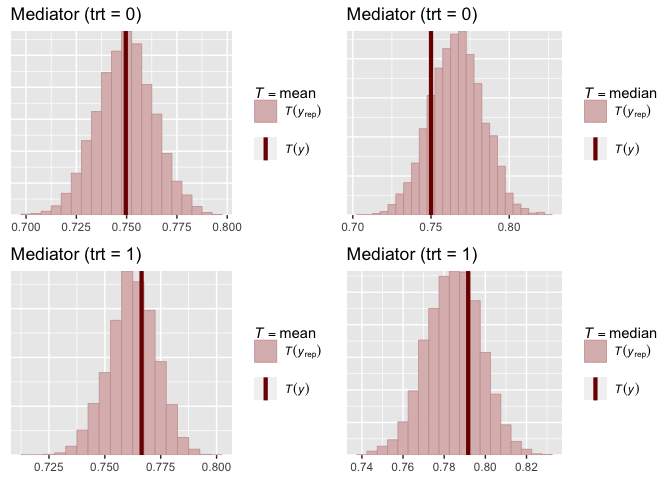 Mediator (trt = 0)
T = mean
T(yrep)
T(y)
0.700 0.725 0.750 0.775 0.800
Mediator (trt = 0)
T = median
T(yrep)
T(y)
0.70 0.75 0.80
Mediator (trt = 1)
T = mean
T(yrep)
T(y)
0.725 0.750 0.775 0.800
Mediator (trt = 1)
T = median
T(yrep)
T(y)
0.74 0.76 0.78 0.80 0.82